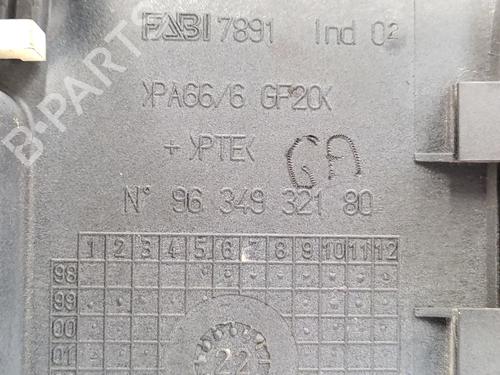 FABI 7891 Ind 02
>PA66/6 GF20<
+ >PTE<
GA
N° 96 349 321 80
1 2 3 4 5 6 7 8 9 10 11 12
98
99
00
01
22
B-PARTS